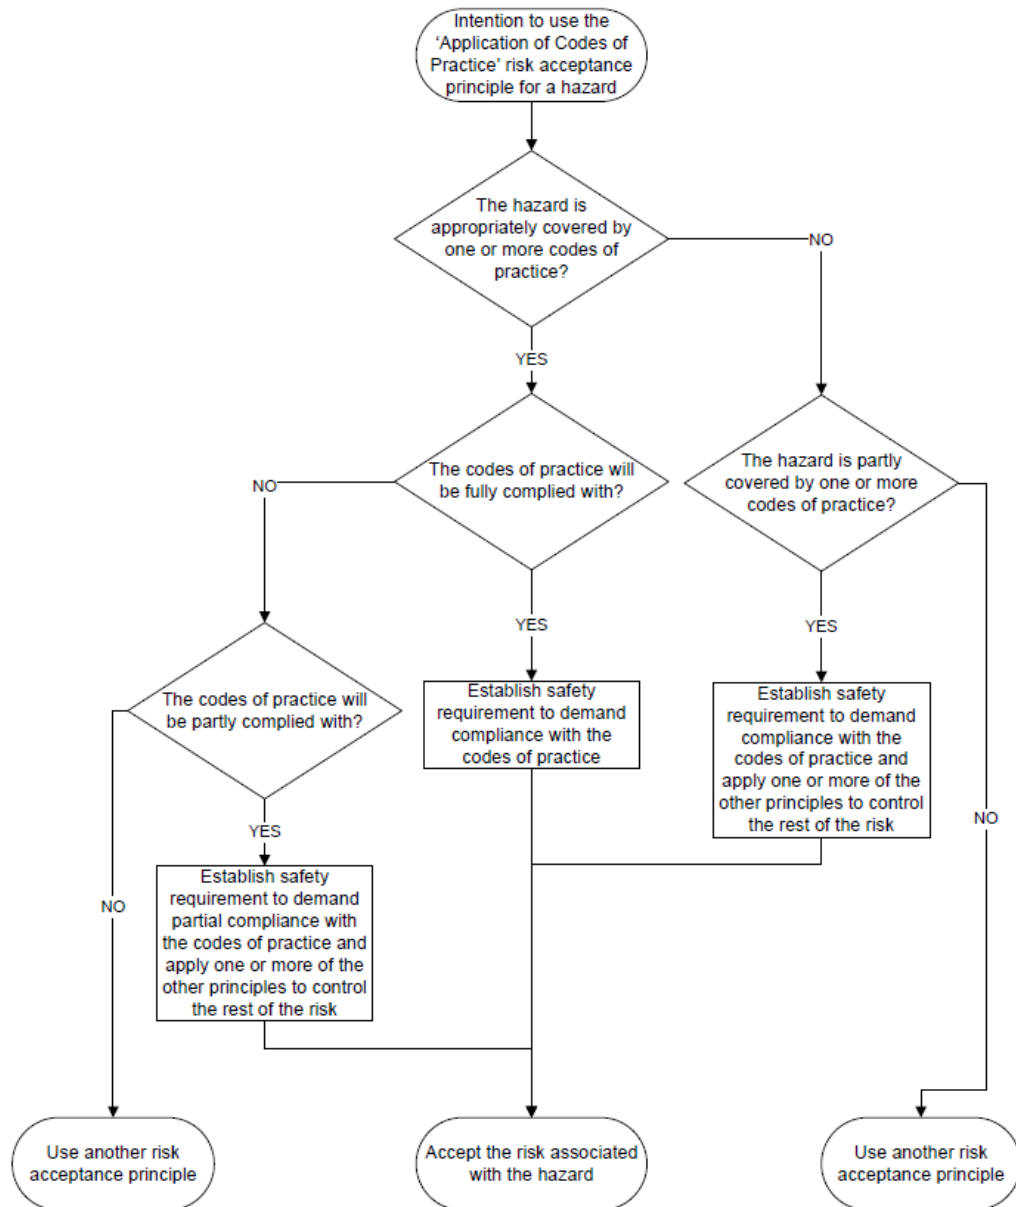 Intention to use the
‘Application of Codes of
Practice’ risk acceptance
principle for a hazard
The hazard is
appropriately covered by
one or more codes of
practice?
NO
YES
The codes of practice will
be fully complied with?
The hazard is partly
covered by one or more
codes of practice?
NO
YES
YES
The codes of practice will
be partly complied with?
Establish safety
requirement to demand
compliance with the
codes of practice
Establish safety
requirement to demand
compliance with the
codes of practice and
apply one or more of the
other principles to control
the rest of the risk
NO
YES
Establish safety
requirement to demand
partial compliance with
the codes of practice and
apply one or more of the
other principles to control
the rest of the risk
NO
Use another risk
acceptance principle
Accept the risk associated
with the hazard
Use another risk
acceptance principle